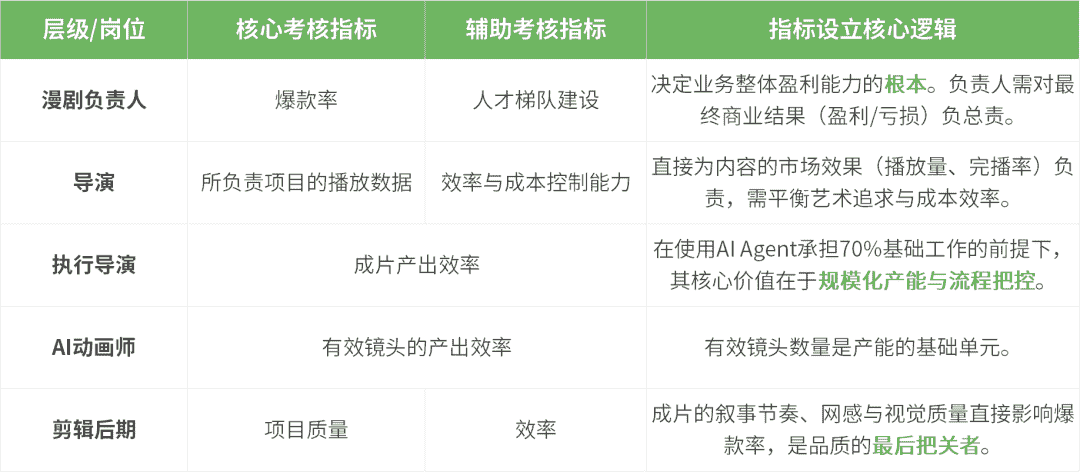 层级/岗位 核心考核指标 辅助考核指标 指标设立核心逻辑
漫剧负责人 爆款率 人才梯队建设 决定业务整体盈利能力的根本。负责人需对最
终商业结果（盈利/亏损）负总责。
导演 所负责项目的播放数据 效率与成本控制能力 直接为内容的市场效果（播放量、完播率）负
责，需平衡艺术追求与成本效率。
执行导演 成片产出效率 在使用AI Agent承担70%基础工作的前提下，
其核心价值在于规模化产能与流程把控。
AI动画师 有效镜头的产出效率 有效镜头数量是产能的基础单元。
剪辑后期 项目质量 效率 成片的叙事节奏、网感与视觉质量直接影响爆
款率，是品质的最后把关者。